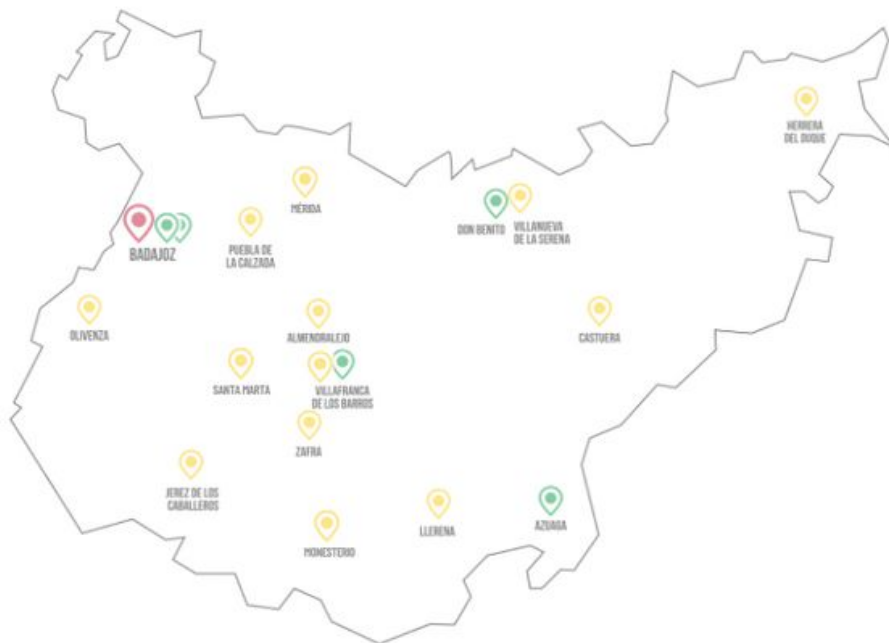 HERRERA
DEL DUQUE
MÉRIDA
DON BENITO
VILLANUEVA
DE LA SERENA
BADAJOZ
PUEBLA DE
LA CALZADA
OLIVENZA
ALMENDRALEJO
CASTUERA
SANTA MARTA
VILLAFRANCA
DE LOS BARROS
ZAFRA
JEREZ DE LOS
CABALLEROS
LLERENA
AZUAGA
MONESTERIO